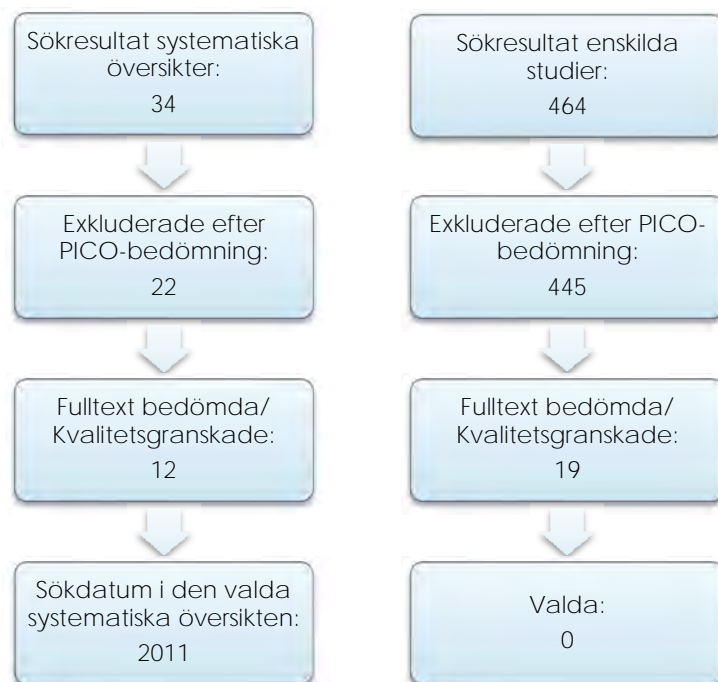 Sökresultat systematiska
översikter:
34
Exkluderade efter
PICO-bedömning:
22
Fulltext bedömda/
Kvalitetsgranskade:
12
Sökdatum i den valda
systematiska översikten:
2011
Sökresultat enskilda
studier:
464
Exkluderade efter PICO-
bedömning:
445
Fulltext bedömda/
Kvalitetsgranskade:
19
Valda:
0